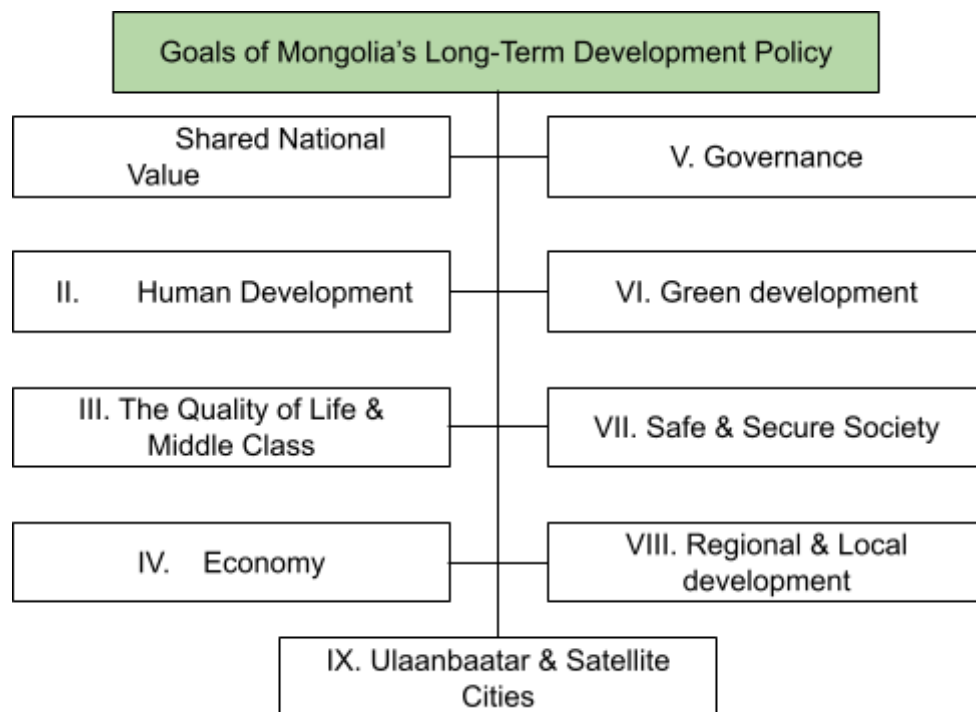 Goals of Mongolia’s Long-Term Development Policy
Shared National
Value
II. Human Development
III. The Quality of Life &
Middle Class
IV. Economy
V. Governance
VI. Green development
VII. Safe & Secure Society
VIII. Regional & Local
development
IX. Ulaanbaatar & Satellite
Cities